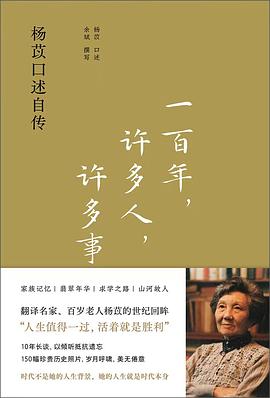 杨苡口述自传
杨苡 口述
余斌 撰写
一百年，
许多人，
许多事
家族记忆｜翡翠年华｜求学之路｜山河故人
翻译名家、百岁老人杨苡的世纪回眸
“人生值得一过，活着就是胜利”
10年长谈，以倾听抵抗遗忘
150幅珍贵历史照片，岁月呼啸，美无倦意
时代不是她的人生背景，她的人生就是时代本身